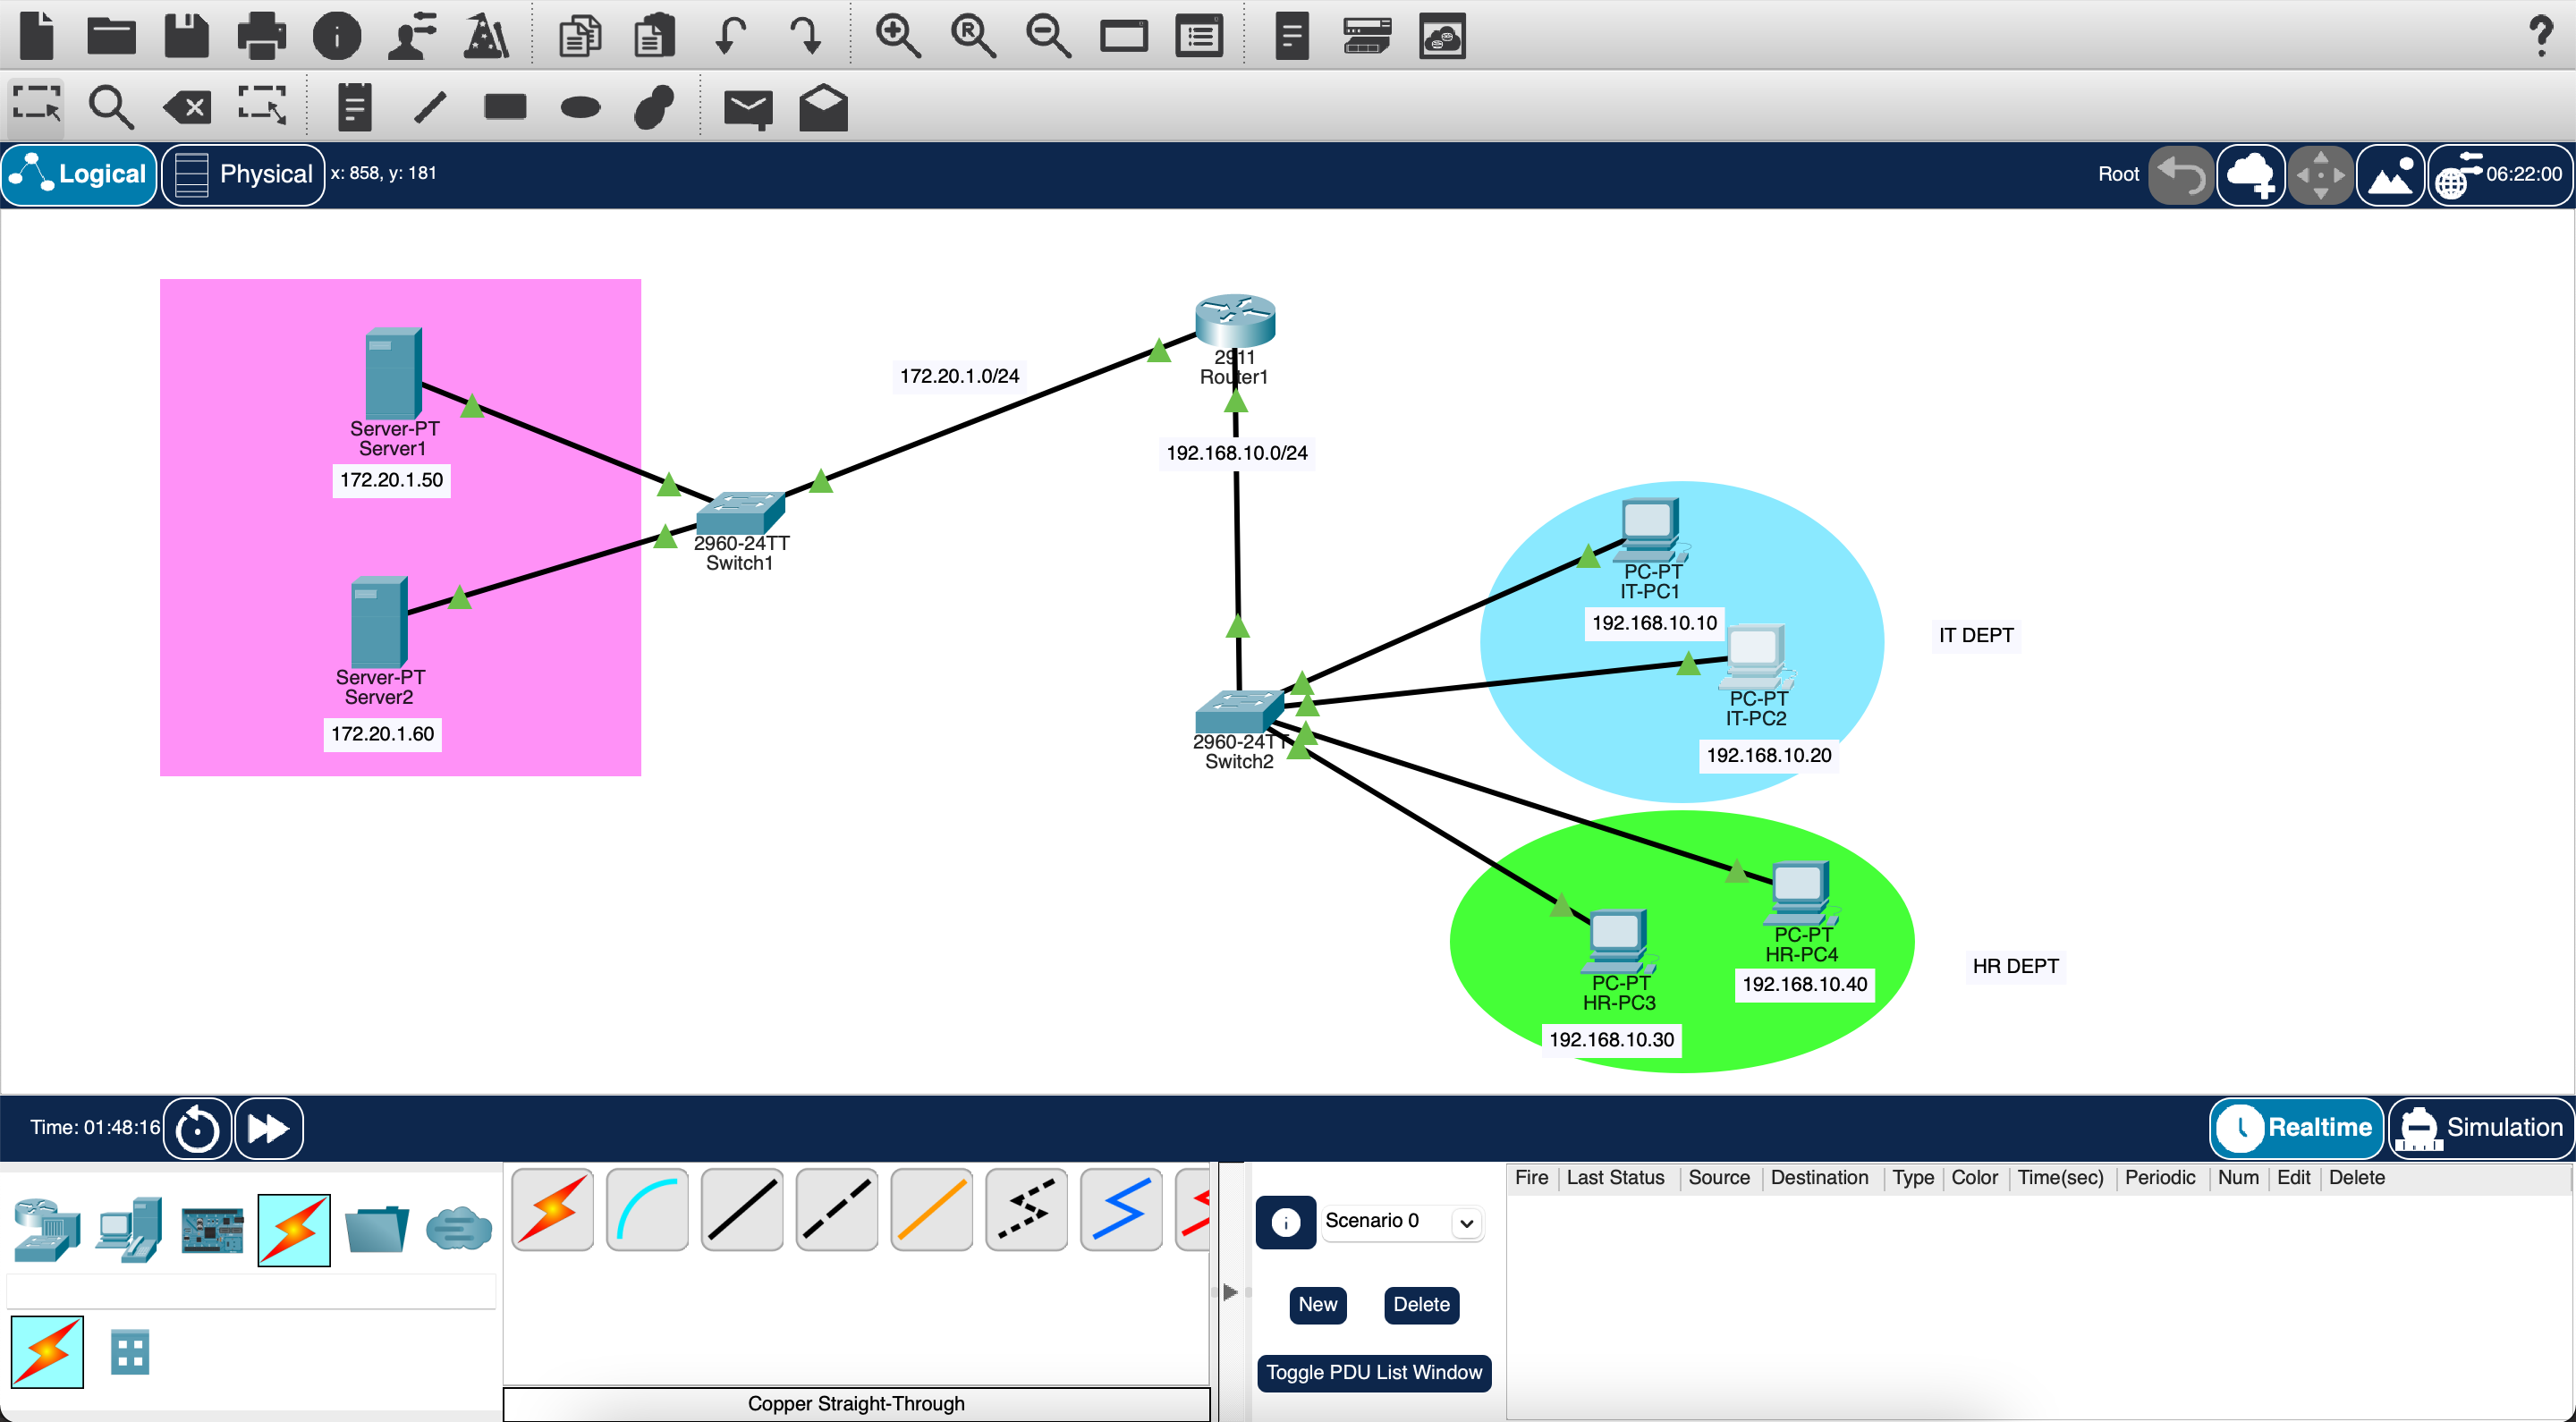 Logical
Physical
x: 858, y: 181
Root
06:22:00
2911
Router1
172.20.1.0/24
192.168.10.0/24
Server-PT
Server1
172.20.1.50
2960-24TT
Switch1
Server-PT
Server2
172.20.1.60
PC-PT
IT-PC1
192.168.10.10
IT DEPT
PC-PT
IT-PC2
192.168.10.20
2960-24TT
Switch2
PC-PT
HR-PC4
192.168.10.40
HR DEPT
PC-PT
HR-PC3
192.168.10.30
Time: 01:48:16
Realtime
Simulation
Scenario 0
New
Delete
Toggle PDU List Window
Fire Last Status Source Destination Type Color Time(sec) Periodic Num Edit Delete
Copper Straight-Through